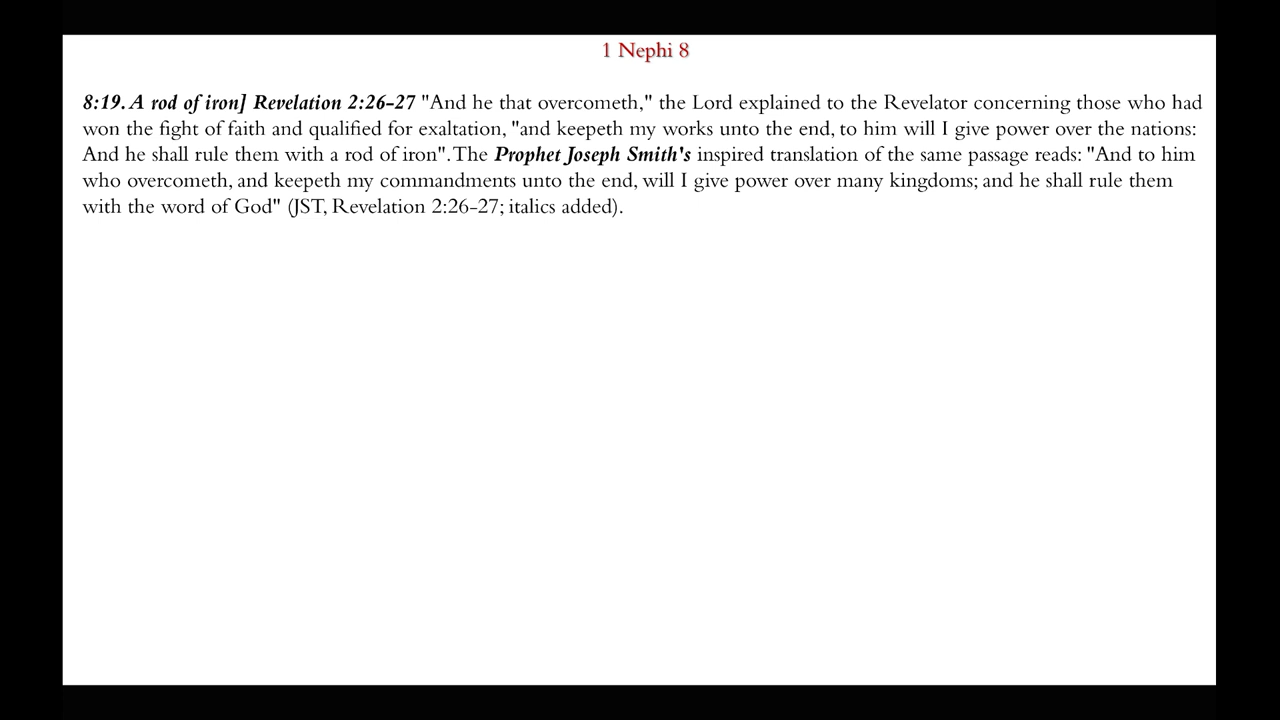 1 Nephi 8
8:19. A rod of iron] Revelation 2:26-27 "And he that overcometh," the Lord explained to the Revelator concerning those who had
won the fight of faith and qualified for exaltation, "and keepeth my works unto the end, to him will I give power over the nations:
And he shall rule them with a rod of iron". The Prophet Joseph Smith's inspired translation of the same passage reads: "And to him
who overcometh, and keepeth my commandments unto the end, will I give power over many kingdoms; and he shall rule them
with the word of God" (JST, Revelation 2:26-27; italics added).